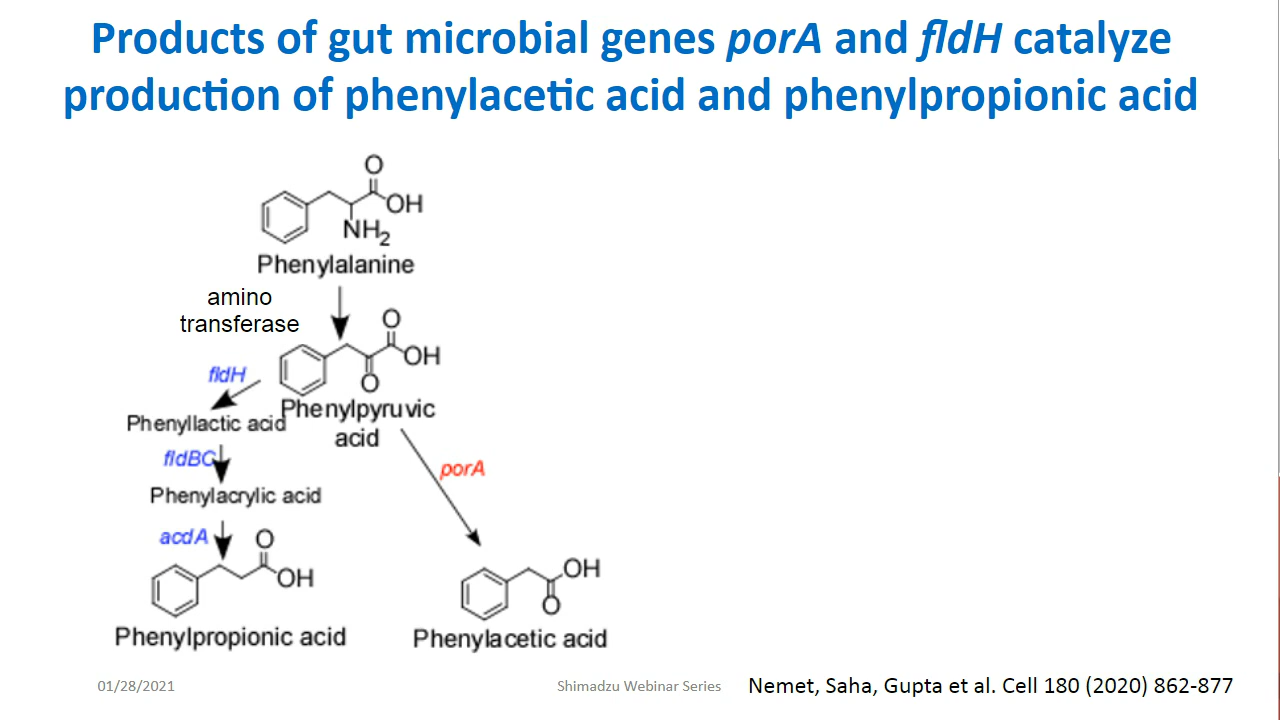 Products of gut microbial genes porA and fldH catalyze
production of phenylacetic acid and phenylpropionic acid
O
OH
NH2
Phenylalanine
amino
transferase
O
OH
O
Phenylpyruvic
acid
fldH
Phenyllactic acid
fldBC
porA
Phenylacrylic acid
acdA
O
OH
Phenylpropionic acid
OH
O
Phenylacetic acid
01/28/2021
Shimadzu Webinar Series
Nemet, Saha, Gupta et al. Cell 180 (2020) 862-877